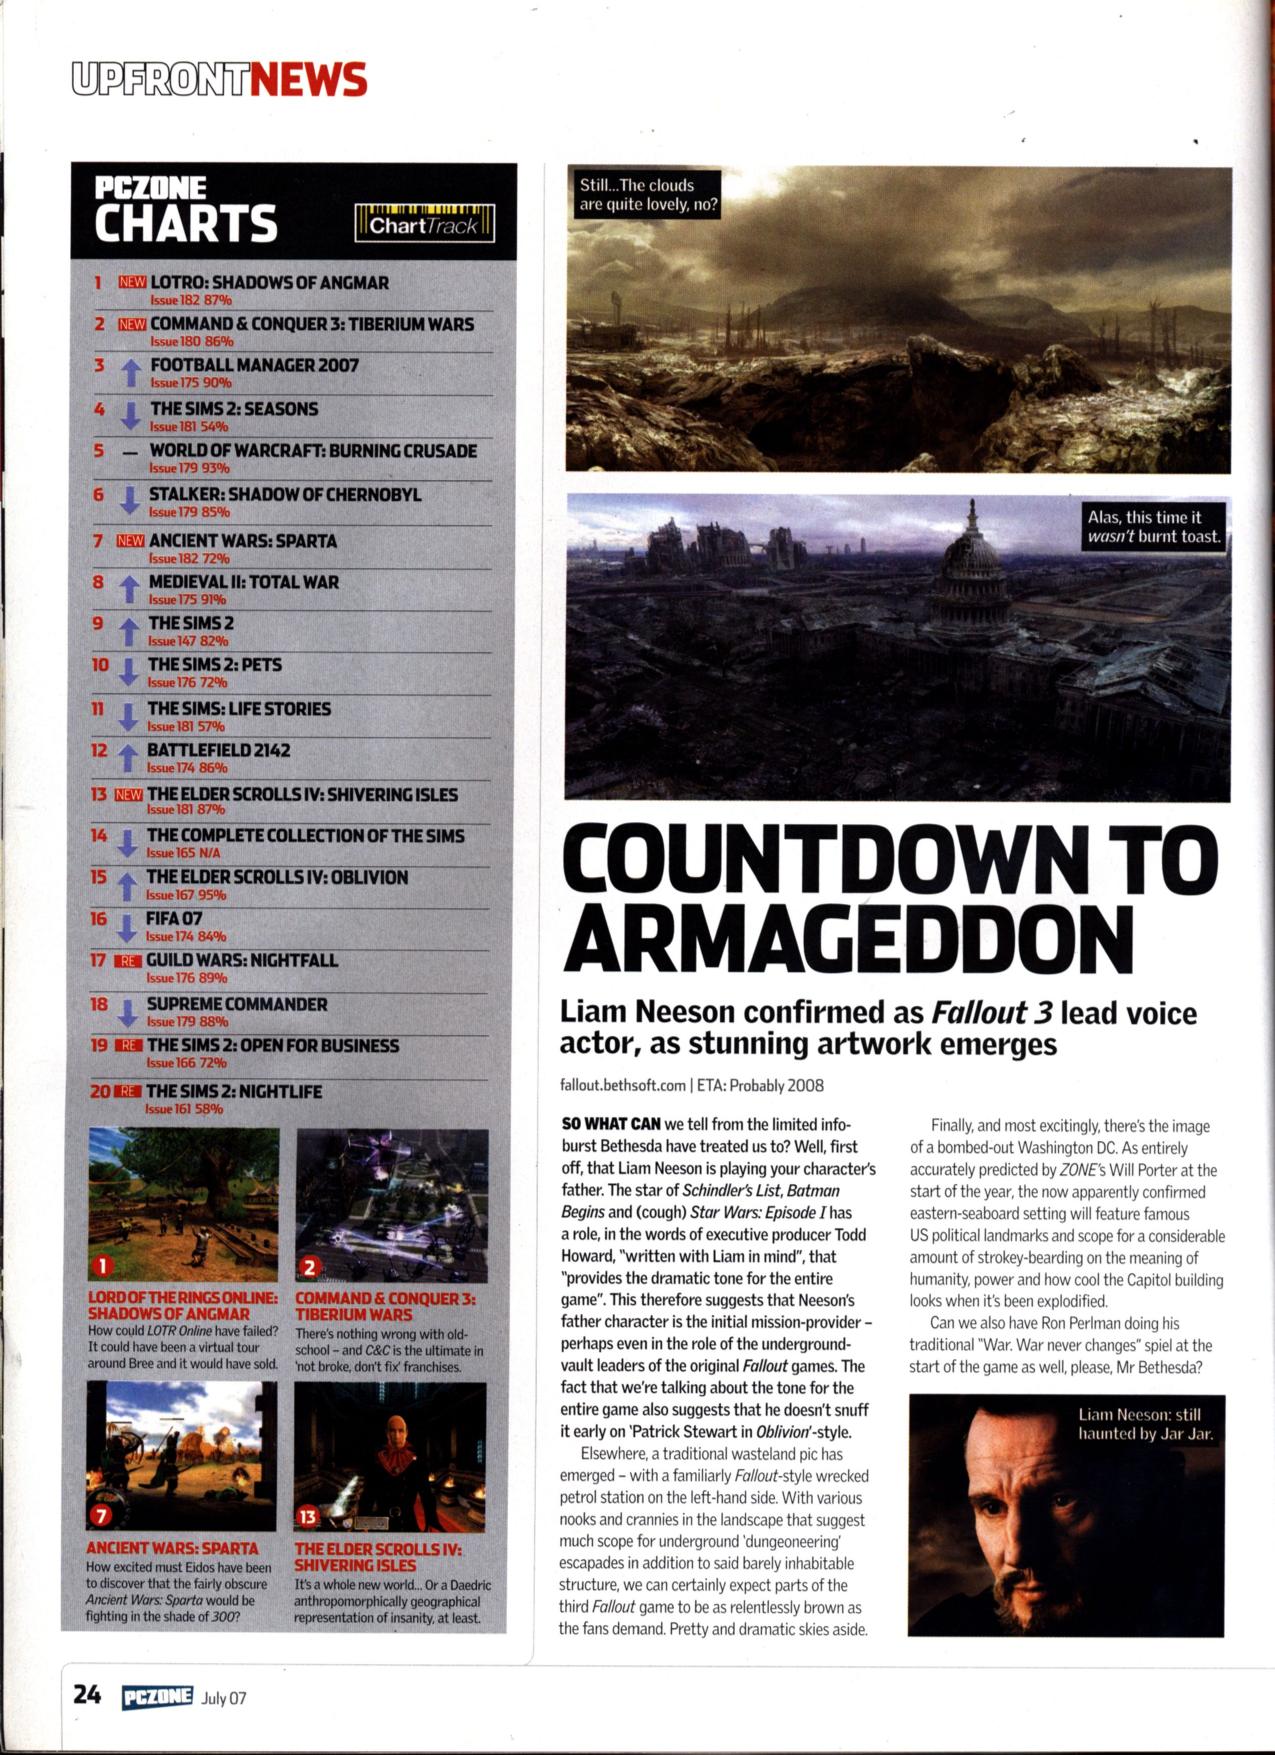 UPFRONTNEWS
PCZONE
CHARTS
ChartTrack
1 NEW LOTRO: SHADOWS OF ANGMAR
Issue 182 87%
2 NEW COMMAND & CONQUER 3: TIBERIUM WARS
Issue 180 86%
3 FOOTBALL MANAGER 2007
Issue 175 90%
4 THE SIMS 2: SEASONS
Issue 181 54%
5 – WORLD OF WARCRAFT: BURNING CRUSADE
Issue 179 93%
6 STALKER: SHADOW OF CHERNOBYL
Issue 179 85%
7 NEW ANCIENT WARS: SPARTA
Issue 182 72%
8 MEDIEVAL II: TOTAL WAR
Issue 175 91%
9 THE SIMS 2
Issue 147 82%
10 THE SIMS 2: PETS
Issue 176 72%
11 THE SIMS: LIFE STORIES
Issue 181 57%
12 BATTLEFIELD 2142
Issue 174 86%
13 NEW THE ELDER SCROLLS IV: SHIVERING ISLES
Issue 181 87%
14 THE COMPLETE COLLECTION OF THE SIMS
Issue 165 N/A
15 THE ELDER SCROLLS IV: OBLIVION
Issue 167 95%
16 FIFA 07
Issue 174 84%
17 RE GUILD WARS: NIGHTFALL
Issue 176 89%
18 SUPREME COMMANDER
Issue 179 88%
19 RE THE SIMS 2: OPEN FOR BUSINESS
Issue 166 72%
20 RE THE SIMS 2: NIGHTLIFE
Issue 161 58%
1
LORD OF THE RINGS ONLINE:
SHADOWS OF ANGMAR
How could LOTR Online have failed?
It could have been a virtual tour
around Bree and it would have sold.
2
COMMAND & CONQUER 3:
TIBERIUM WARS
There's nothing wrong with old-
school – and C&C is the ultimate in
'not broke, don't fix' franchises.
7
ANCIENT WARS: SPARTA
How excited must Eidos have been
to discover that the fairly obscure
Ancient Wars: Sparta would be
fighting in the shade of 300?
13
THE ELDER SCROLLS IV:
SHIVERING ISLES
It's a whole new world... Or a Daedric
anthropomorphically geographical
representation of insanity, at least.
Still...The clouds
are quite lovely, no?
Alas, this time it
wasn't burnt toast.
COUNTDOWN TO
ARMAGEDDON
Liam Neeson confirmed as Fallout 3 lead voice
actor, as stunning artwork emerges
fallout.bethsoft.com | ETA: Probably 2008
SO WHAT CAN we tell from the limited info-
burst Bethesda have treated us to? Well, first
off, that Liam Neeson is playing your character's
father. The star of Schindler's List, Batman
Begins and (cough) Star Wars: Episode I has
a role, in the words of executive producer Todd
Howard, "written with Liam in mind", that
"provides the dramatic tone for the entire
game". This therefore suggests that Neeson's
father character is the initial mission-provider –
perhaps even in the role of the underground-
vault leaders of the original Fallout games. The
fact that we're talking about the tone for the
entire game also suggests that he doesn't snuff
it early on 'Patrick Stewart in Oblivion'-style.
Elsewhere, a traditional wasteland pic has
emerged – with a familiarly Fallout-style wrecked
petrol station on the left-hand side. With various
nooks and crannies in the landscape that suggest
much scope for underground 'dungeoneering'
escapades in addition to said barely inhabitable
structure, we can certainly expect parts of the
third Fallout game to be as relentlessly brown as
the fans demand. Pretty and dramatic skies aside.
Finally, and most excitingly, there's the image
of a bombed-out Washington DC. As entirely
accurately predicted by ZONE's Will Porter at the
start of the year, the now apparently confirmed
eastern-seaboard setting will feature famous
US political landmarks and scope for a considerable
amount of strokey-bearding on the meaning of
humanity, power and how cool the Capitol building
looks when it's been explodified.
Can we also have Ron Perlman doing his
traditional "War. War never changes" spiel at the
start of the game as well, please, Mr Bethesda?
Liam Neeson: still
haunted by Jar Jar.
24 PCZONE July 07